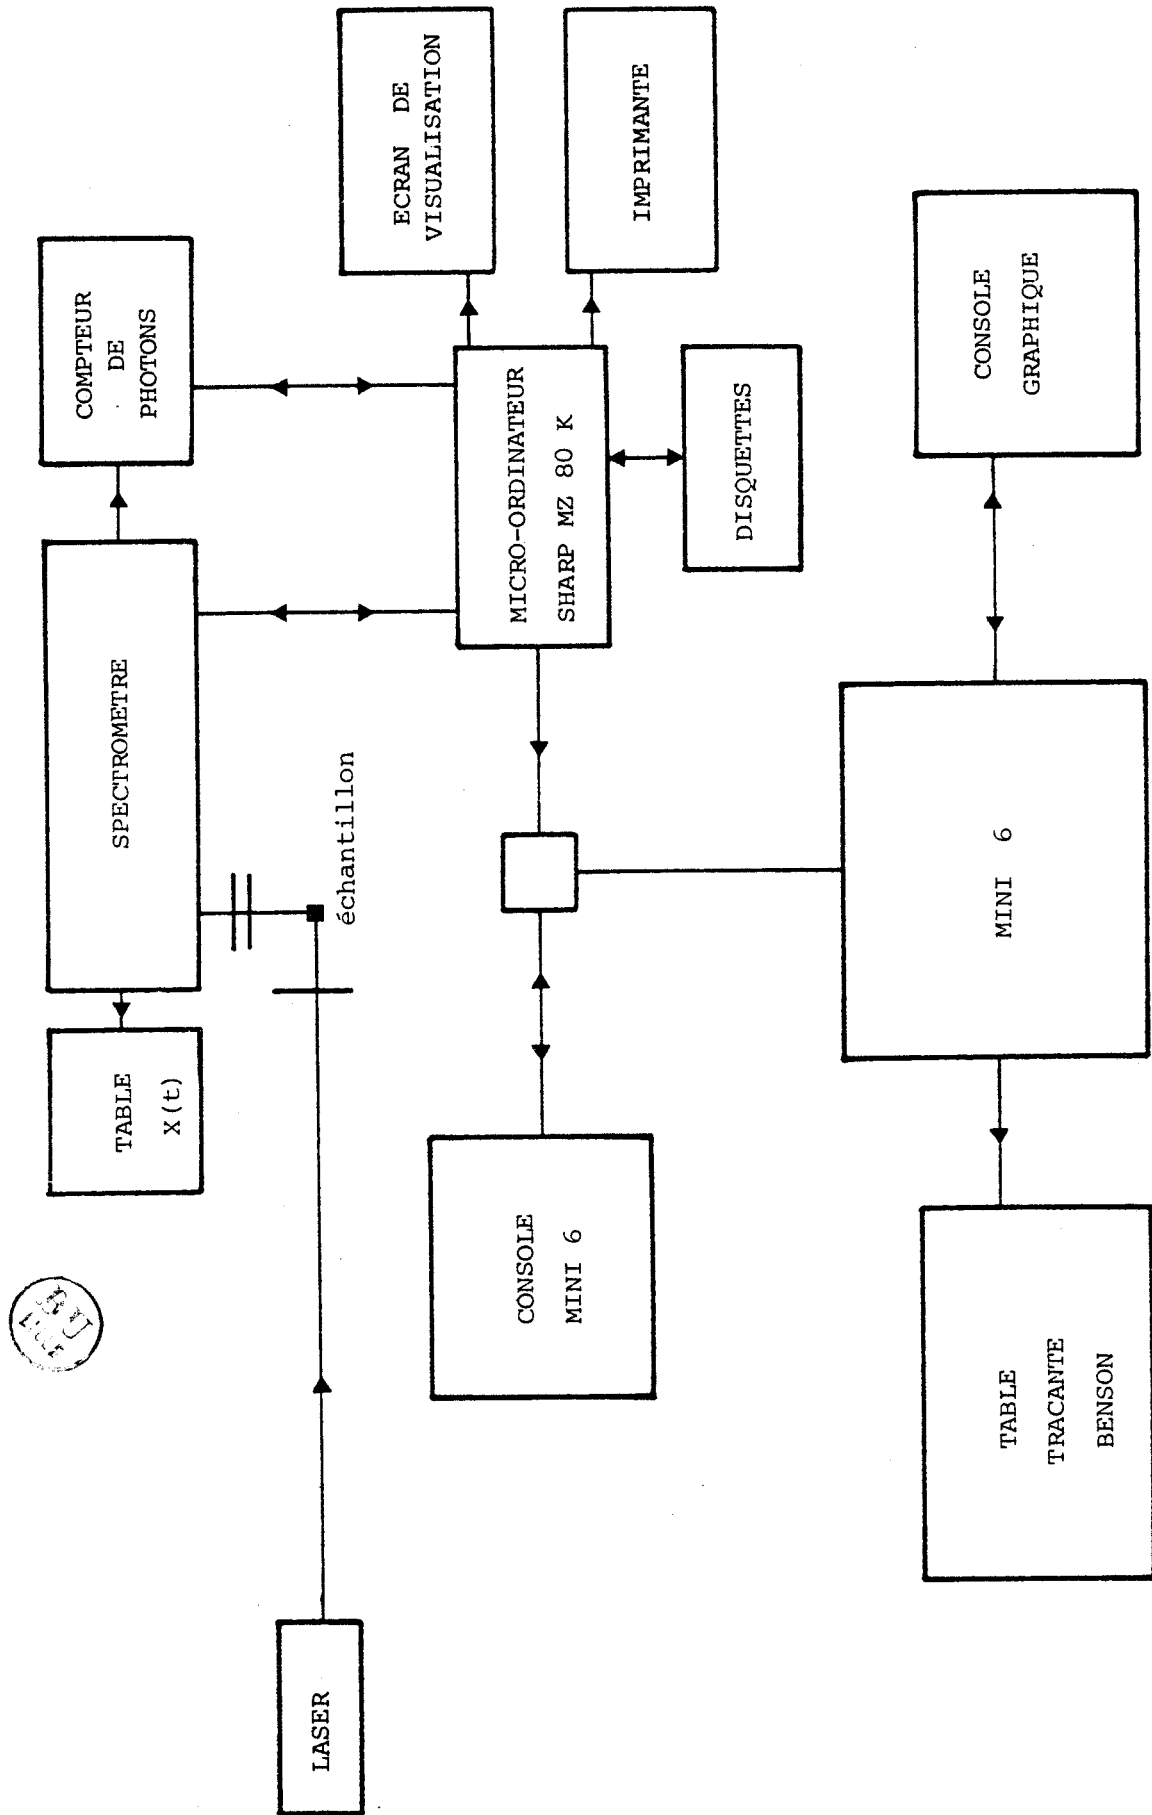 TABLE
X(t)
SPECTROMETRE
COMPTEUR
DE
PHOTONS
LASER
échantillon
ECRAN DE
VISUALISATION
MICRO-ORDINATEUR
SHARP MZ 80 K
IMPRIMANTE
DISQUETTES
CONSOLE
MINI 6
TABLE
TRACANTE
BENSON
MINI 6
CONSOLE
GRAPHIQUE
BU